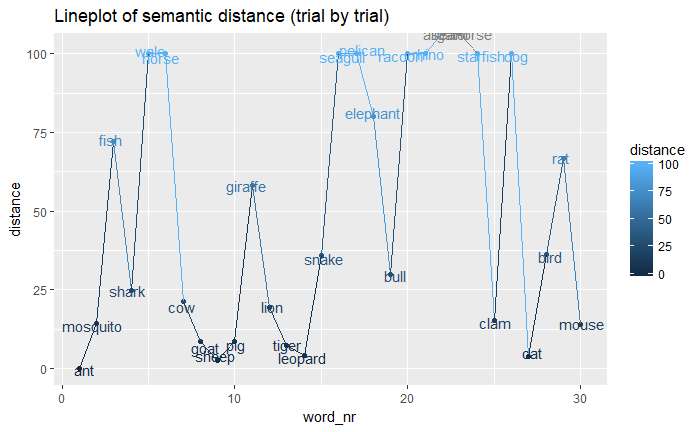 Lineplot of semantic distance (trial by trial)
distance
100
75
50
25
0
0
10
20
30
word_nr
ant
mosquito
fish
shark
wale
horse
cow
goat
sheep
pig
giraffe
lion
tiger
leopard
snake
seagull
pelican
elephant
bull
racoon
rhino
starfish
clam
dog
cat
bird
rat
mouse
distance
100
75
50
25
0